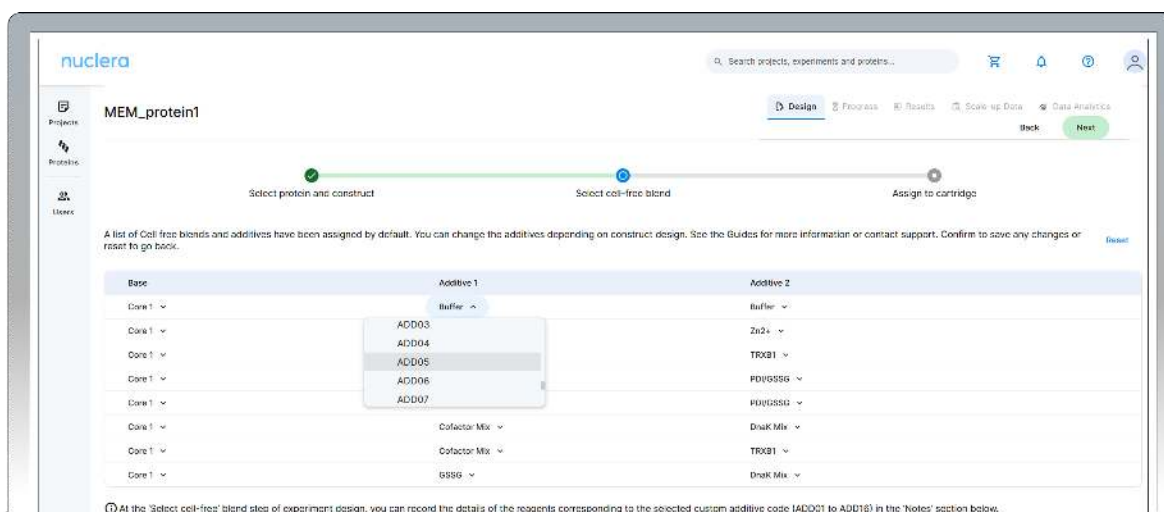 nuclera
Search projects, experiments and proteins...
Projects
Proteins
Users
MEM_protein1
Design Progress Results Scale-up Data Data Analytics
Back Next
Select protein and construct Select cell-free blend Assign to cartridge
A list of Cell free blends and additives have been assigned by default. You can change the additives depending on construct design. See the Guides for more information or contact support. Confirm to save any changes or
reset to go back.
Reset
Base Additive 1 Additive 2
Core 1 Buffer Buffer
ADD03
ADD04
ADD05
ADD06
ADD07
Core 1 Zn2+
Core 1 TRXB1
Core 1 PDI/GSSG
Core 1 PDI/GSSG
Core 1 Cofactor Mix DnaK Mix
Core 1 Cofactor Mix TRXB1
Core 1 GSSG DnaK Mix
At the 'Select cell-free' blend step of experiment design, you can record the details of the reagents corresponding to the selected custom additive code (ADD01 to ADD16) in the 'Notes' section below.